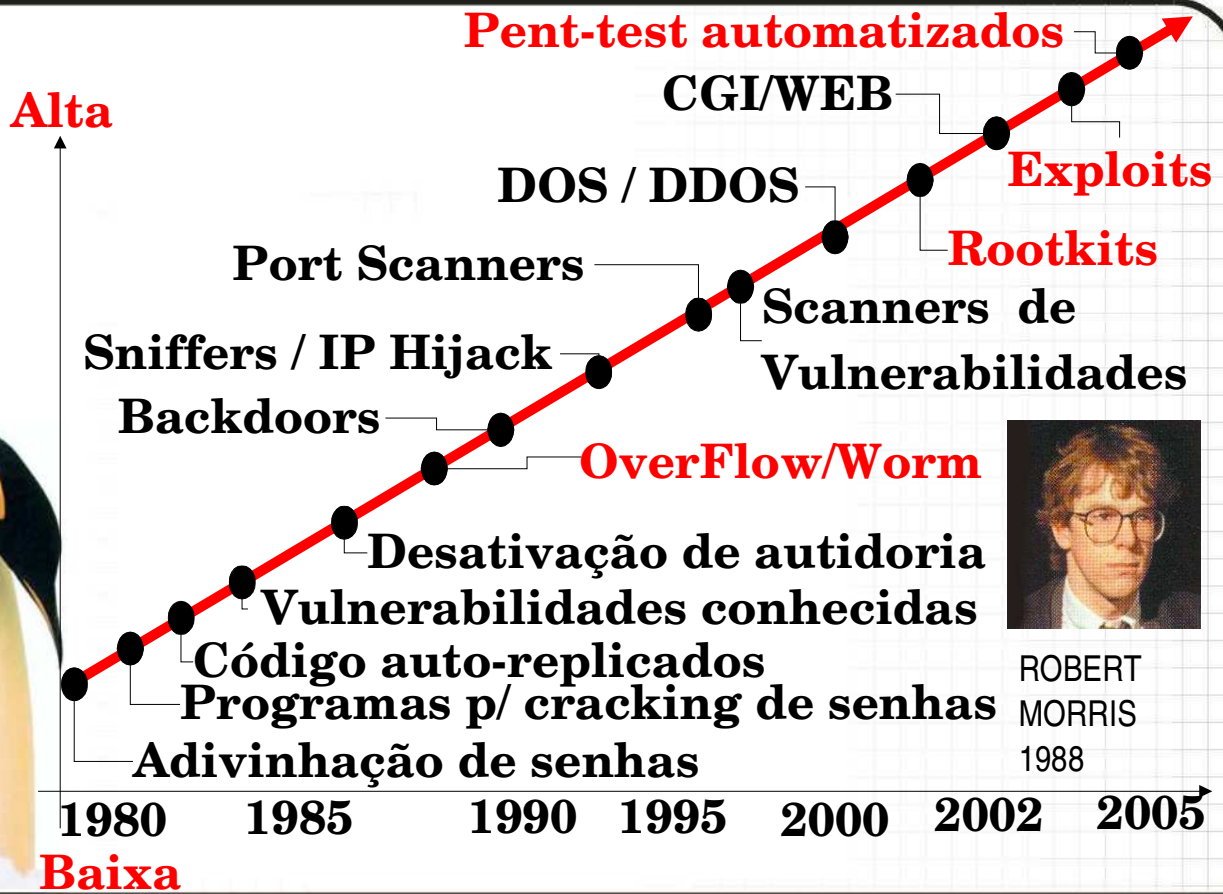 Pent-test automatizados
CGI/WEB
Alta
Exploits
DOS / DDOS
Rootkits
Port Scanners
Scanners de
Vulnerabilidades
Sniffers / IP Hijack
Backdoors
OverFlow/Worm
Desativação de autidoria
Vulnerabilidades conhecidas
Código auto-replicados
Programas p/ cracking de senhas
Adivinhação de senhas
ROBERT
MORRIS
1988
1980 1985 1990 1995 2000 2002 2005
Baixa